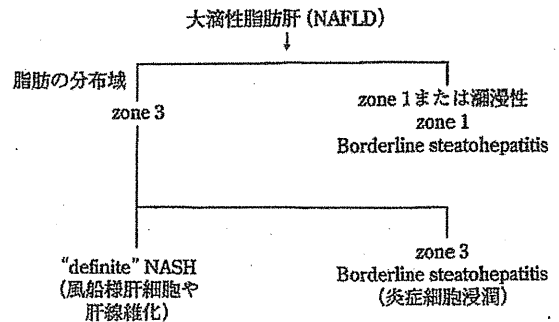 大滴性脂肪肝 (NAFLD)
脂肪の分布域
zone 3
zone 1または瀰漫性
zone 1
Borderline steatohepatitis
“definite” NASH
(風船様肝細胞や
肝線維化)
zone 3
Borderline steatohepatitis
(炎症細胞浸潤)